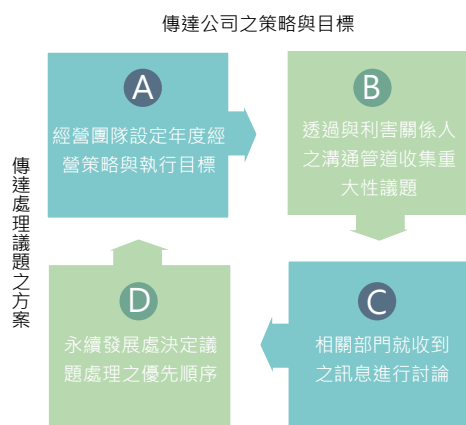 傳達公司之策略與目標
A
經營團隊設定年度經
營策略與執行目標
B
透過與利害關係人
之溝通管道收集重
大性議題
傳達處理議題之方案
D
永續發展處決定議
題處理之優先順序
C
相關部門就收到
之訊息進行討論